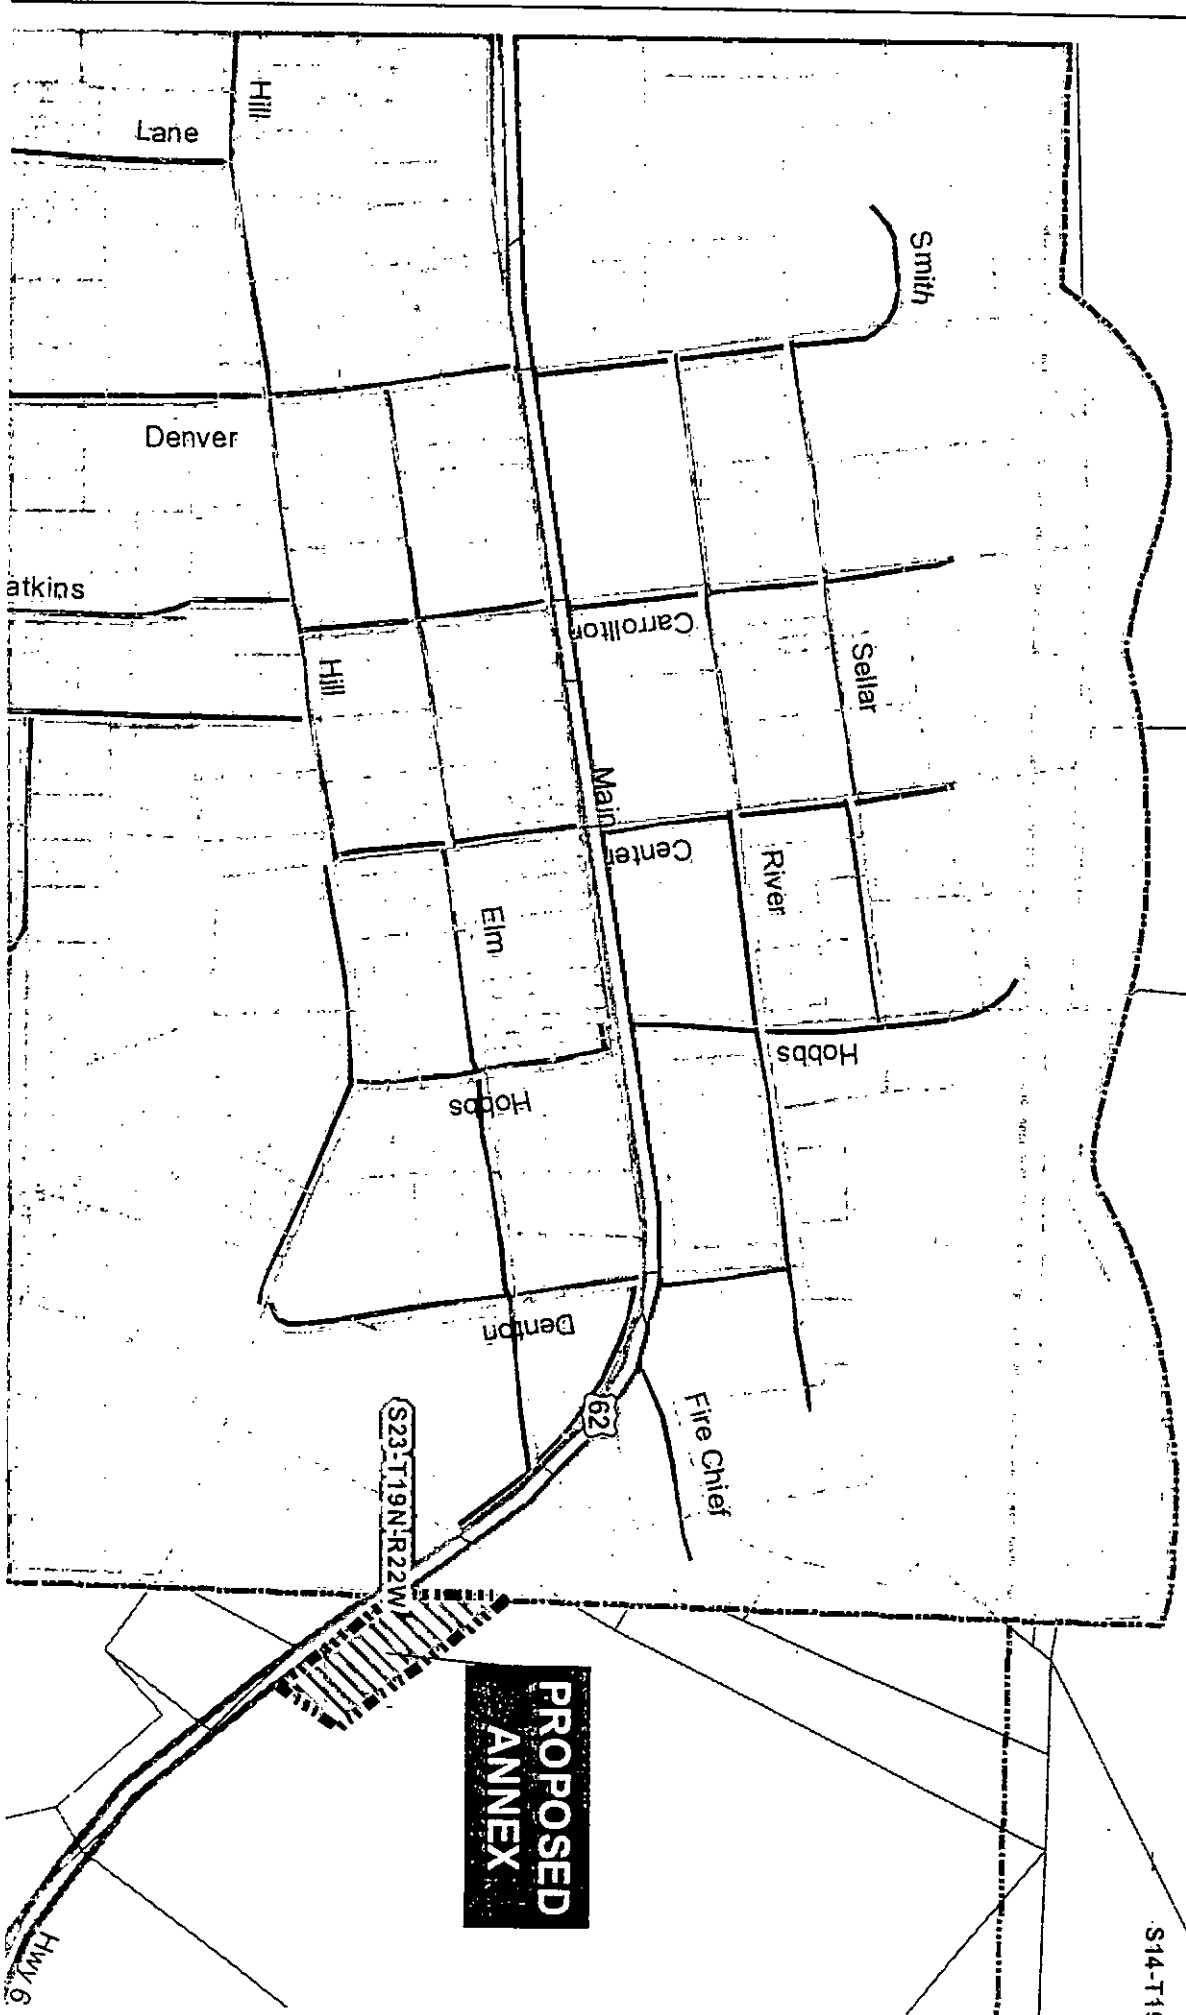 Hill
Lane
Smith
Denver
atkins
Carrollton
Hill
Sellar
Main
Center
River
Elm
Hobbs
Hobbs
Denton
62
Fire Chief
S23-T19N-R22W
PROPOSED
ANNEX
Hwy 6
S14-T1